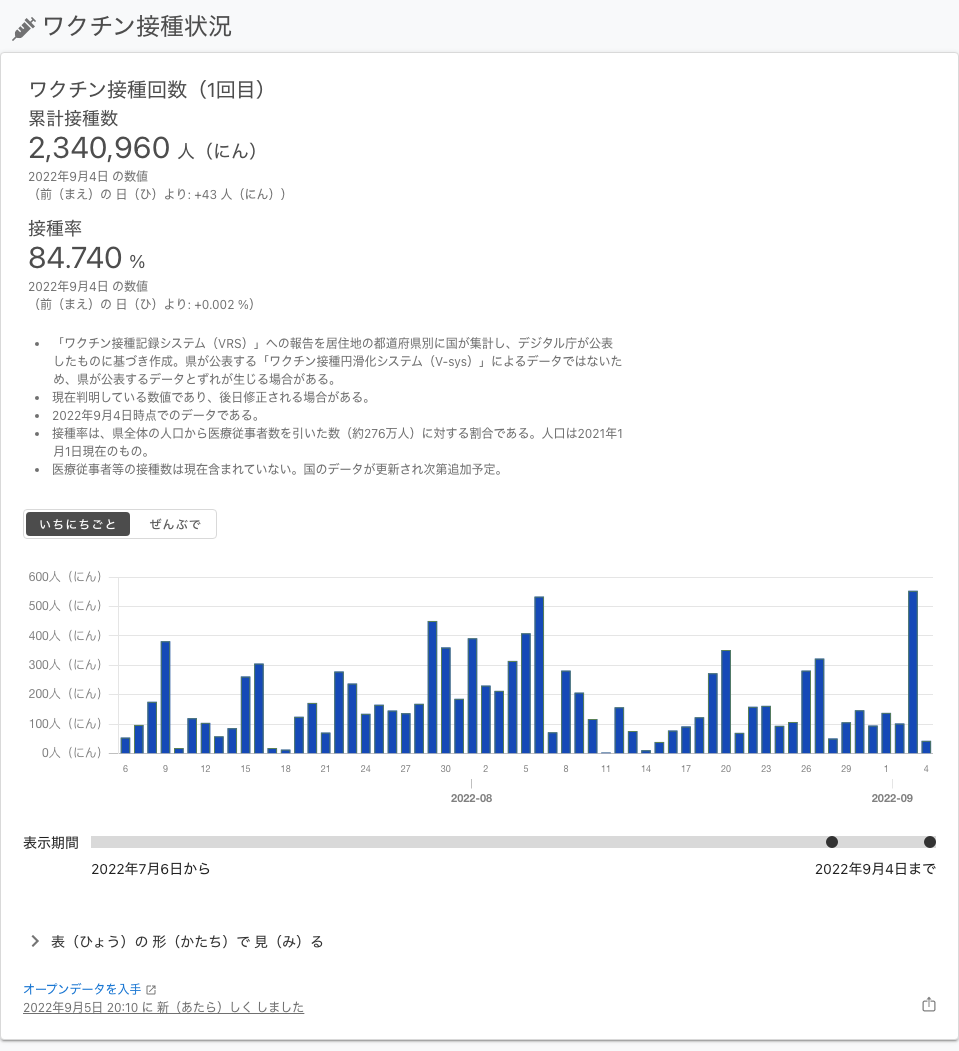 ワクチン接種状況
ワクチン接種回数（1回目）
累計接種数
2,340,960 人（にん）
2022年9月4日 の数値
（前（まえ）の 日（ひ）より: +43 人（にん））
接種率
84.740 %
2022年9月4日 の数値
（前（まえ）の 日（ひ）より: +0.002 %）
• 「ワクチン接種記録システム（VRS）」への報告を居住地の都道府県別に国が集計し、デジタル庁が公表
したものに基づき作成。県が公表する「ワクチン接種円滑化システム（V-sys）」によるデータではないた
め、県が公表するデータとずれが生じる場合がある。
• 現在判明している数値であり、後日修正される場合がある。
• 2022年9月4日時点でのデータである。
• 接種率は、県全体の人口から医療従事者数を引いた数（約276万人）に対する割合である。人口は2021年1
月1日現在のもの。
• 医療従事者等の接種数は現在含まれていない。国のデータが更新され次第追加予定。
いちにちごと ぜんぶで
600人（にん）
500人（にん）
400人（にん）
300人（にん）
200人（にん）
100人（にん）
0人（にん）
6 9 12 15 18 21 24 27 30 2 5 8 11 14 17 20 23 26 29 1 4
2022-08 2022-09
表示期間
2022年7月6日から 2022年9月4日まで
表（ひょう）の 形（かたち）で 見（み）る
オープンデータを入手
2022年9月5日 20:10 に 新（あたら）しく しました